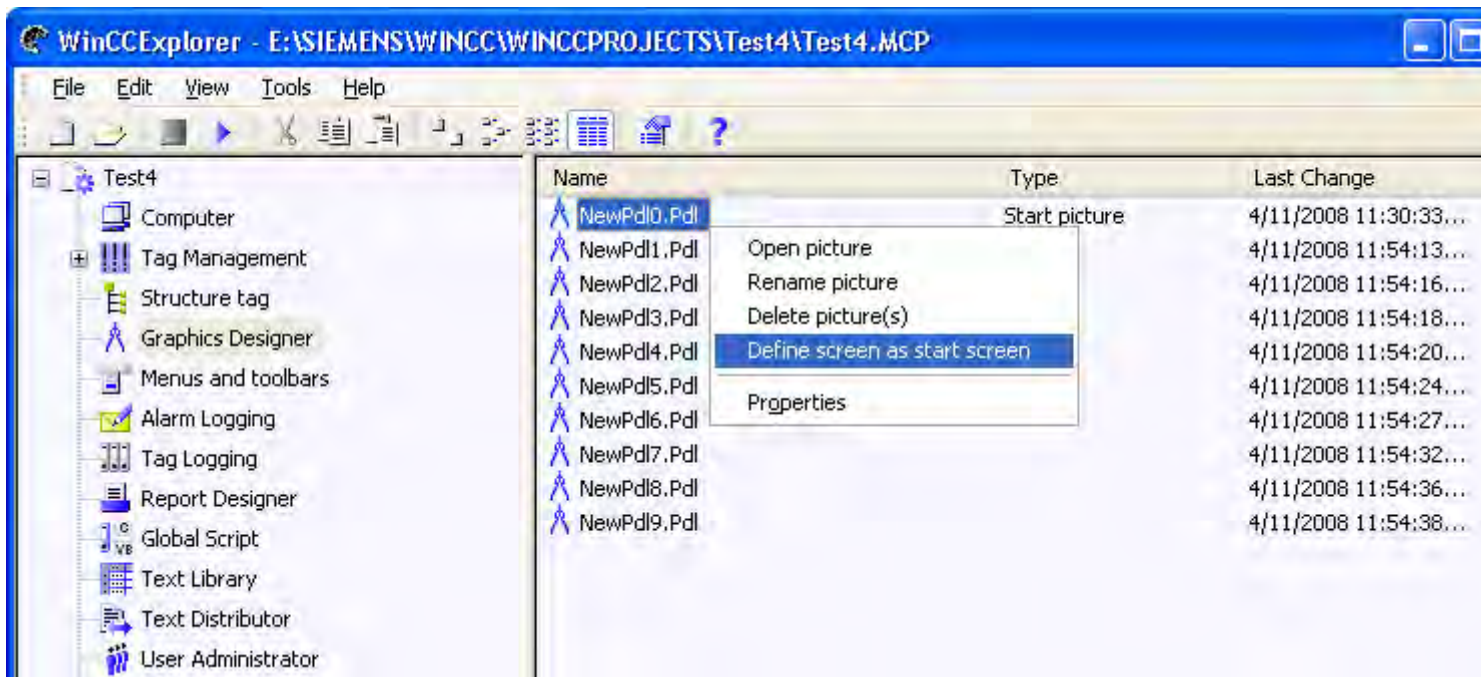 WinCCExplorer - E:\SIEMENS\WINCC\WINCCPROJECTS\Test4\Test4.MCP
File Edit View Tools Help
?
Test4
Computer
Tag Management
Structure tag
Graphics Designer
Menus and toolbars
Alarm Logging
Tag Logging
Report Designer
Global Script
Text Library
Text Distributor
User Administrator
Name Type Last Change
NewPdl0.Pdl Start picture 4/11/2008 11:30:33...
NewPdl1.Pdl 4/11/2008 11:54:13...
NewPdl2.Pdl 4/11/2008 11:54:16...
NewPdl3.Pdl 4/11/2008 11:54:18...
NewPdl4.Pdl 4/11/2008 11:54:20...
NewPdl5.Pdl 4/11/2008 11:54:24...
NewPdl6.Pdl 4/11/2008 11:54:27...
NewPdl7.Pdl 4/11/2008 11:54:32...
NewPdl8.Pdl 4/11/2008 11:54:36...
NewPdl9.Pdl 4/11/2008 11:54:38...
Open picture
Rename picture
Delete picture(s)
Define screen as start screen
Properties